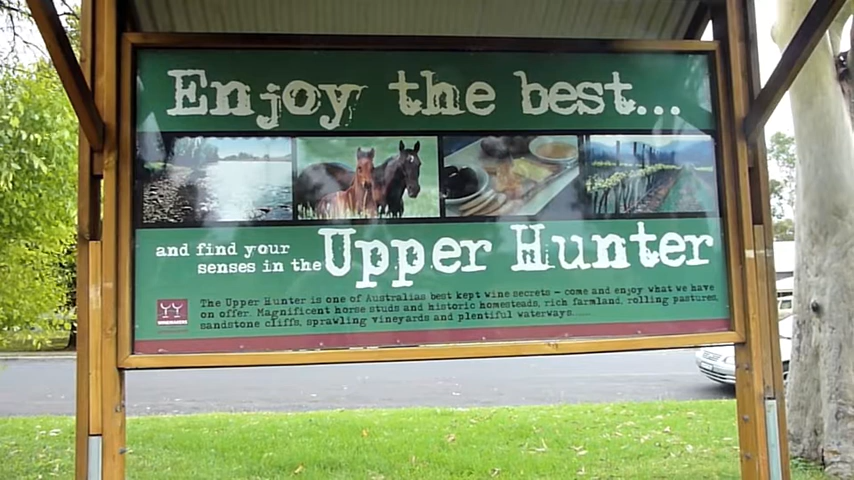 Enjoy the best...
and find your
senses in the Upper Hunter
The Upper Hunter is one of Australias best kept wine secrets - come and enjoy what we have
on offer. Magnificent horse studs and historic homesteads, rich farmland, rolling pastures,
sandstone cliffs, sprawling vineyards and plentiful waterways......